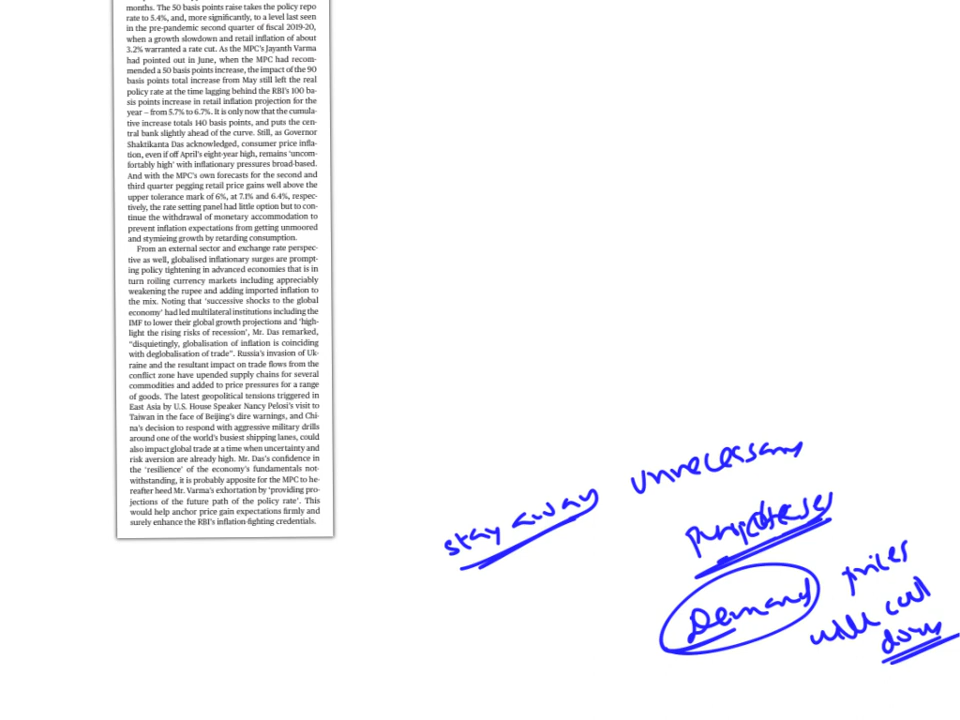 months. The 50 basis points raise takes the policy repo
rate to 5.4%, and, more significantly, to a level last seen
in the pre-pandemic second quarter of fiscal 2019-20,
when a growth slowdown and retail inflation of about
3.2% warranted a rate cut. As the MPC's Jayanth Varma
had pointed out in June, when the MPC had recom-
mended a 50 basis points increase, the impact of the 90
basis points total increase from May still left the real
policy rate at the time lagging behind the RBI's 100 ba-
sis points increase in retail inflation projection for the
year – from 5.7% to 6.7%. It is only now that the cumula-
tive increase totals 140 basis points, and puts the cen-
tral bank slightly ahead of the curve. Still, as Governor
Shaktikanta Das acknowledged, consumer price infla-
tion, even if off April's eight-year high, remains 'uncom-
fortably high' with inflationary pressures broad-based.
And with the MPC's own forecasts for the second and
third quarter pegging retail price gains well above the
upper tolerance mark of 6%, at 7.1% and 6.4%, respec-
tively, the rate setting panel had little option but to con-
tinue the withdrawal of monetary accommodation to
prevent inflation expectations from getting unmoored
and stymieing growth by retarding consumption.
From an external sector and exchange rate perspec-
tive as well, globalised inflationary surges are prompt-
ing policy tightening in advanced economies that is in
turn roiling currency markets including appreciably
weakening the rupee and adding imported inflation to
the mix. Noting that 'successive shocks to the global
economy' had led multilateral institutions including the
IMF to lower their global growth projections and 'high-
light the rising risks of recession', Mr. Das remarked,
"disquietingly, globalisation of inflation is coinciding
with deglobalisation of trade". Russia's invasion of Uk-
raine and the resultant impact on trade flows from the
conflict zone have upended supply chains for several
commodities and added to price pressures for a range
of goods. The latest geopolitical tensions triggered in
East Asia by U.S. House Speaker Nancy Pelosi's visit to
Taiwan in the face of Beijing's dire warnings, and Chi-
na's decision to respond with aggressive military drills
around one of the world's busiest shipping lanes, could
also impact global trade at a time when uncertainty and
risk aversion are already high. Mr. Das's confidence in
the 'resilience' of the economy's fundamentals not-
withstanding, it is probably apposite for the MPC to he-
reafter heed Mr. Varma's exhortation by 'providing pro-
jections of the future path of the policy rate'. This
would help anchor price gain expectations firmly and
surely enhance the RBI's inflation-fighting credentials.
stay away unnecessary
Demand prices
will
down